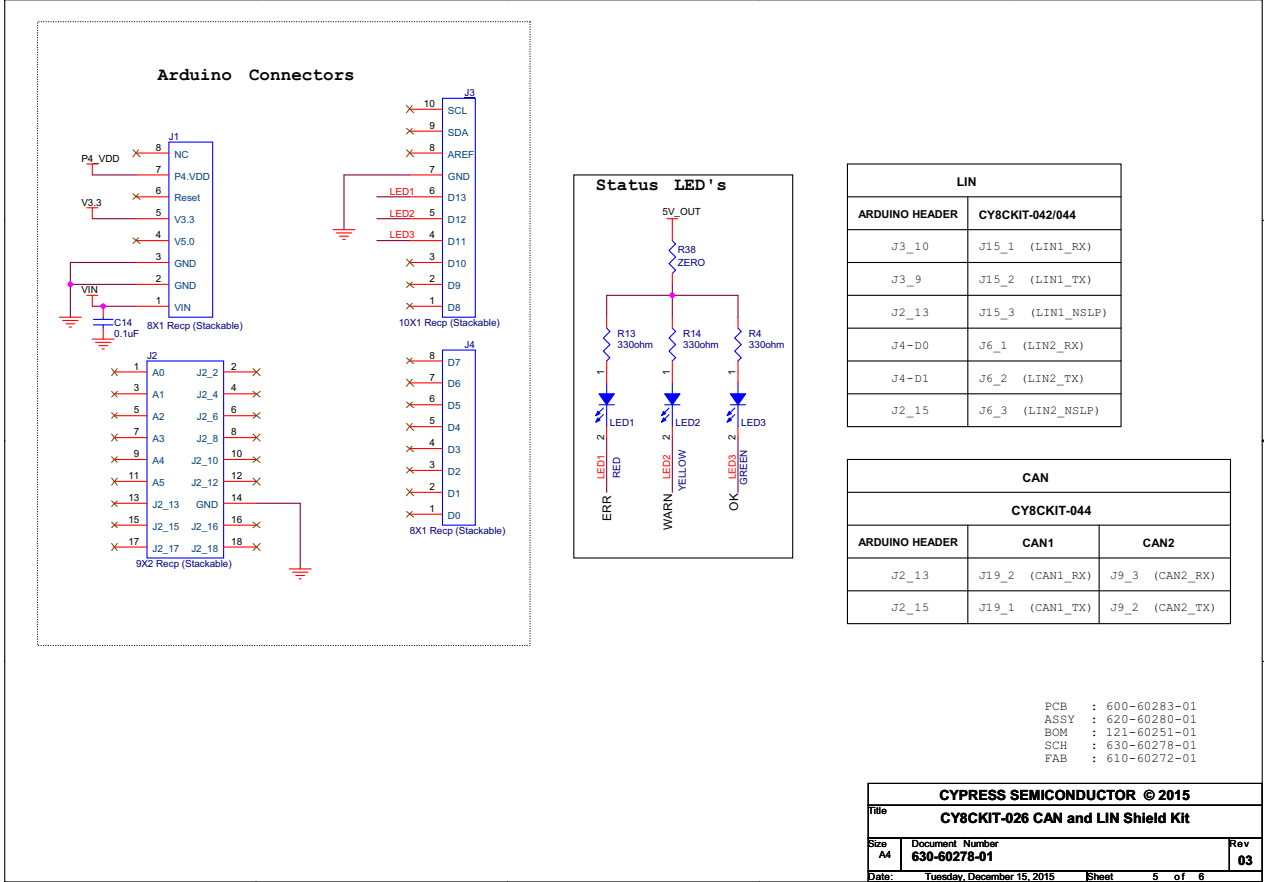 Arduino Connectors
J1
8 NC
P4_VDD 7 P4.VDD
6 Reset
V3.3 5 V3.3
4 V5.0
3 GND
2 GND
VIN 1 VIN
C14
0.1uF
8X1 Recp (Stackable)
J3
10 SCL
9 SDA
8 AREF
7 GND
LED1 6 D13
LED2 5 D12
LED3 4 D11
3 D10
2 D9
1 D8
10X1 Recp (Stackable)
J2
1 A0 J2_2 2
3 A1 J2_4 4
5 A2 J2_6 6
7 A3 J2_8 8
9 A4 J2_10 10
11 A5 J2_12 12
13 J2_13 GND 14
15 J2_15 J2_16 16
17 J2_17 J2_18 18
9X2 Recp (Stackable)
J4
8 D7
7 D6
6 D5
5 D4
4 D3
3 D2
2 D1
1 D0
8X1 Recp (Stackable)
Status LED's
5V_OUT
R38
ZERO
R13 R14 R4
330ohm 330ohm 330ohm
1 1 1
LED1 LED2 LED3
2 2 2
LED1 LED2 LED3
RED YELLOW GREEN
ERR WARN OK
LIN
ARDUINO HEADER CY8CKIT-042/044
J3_10 J15_1 (LIN1_RX)
J3_9 J15_2 (LIN1_TX)
J2_13 J15_3 (LIN1_NSLP)
J4-D0 J6_1 (LIN2_RX)
J4-D1 J6_2 (LIN2_TX)
J2_15 J6_3 (LIN2_NSLP)
CAN
CY8CKIT-044
ARDUINO HEADER CAN1 CAN2
J2_13 J19_2 (CAN1_RX) J9_3 (CAN2_RX)
J2_15 J19_1 (CAN1_TX) J9_2 (CAN2_TX)
PCB : 600-60283-01
ASSY : 620-60280-01
BOM : 121-60251-01
SCH : 630-60278-01
FAB : 610-60272-01
CYPRESS SEMICONDUCTOR © 2015
Title
CY8CKIT-026 CAN and LIN Shield Kit
Size Document Number Rev
A4 630-60278-01 03
Date: Tuesday, December 15, 2015 Sheet 5 of 6